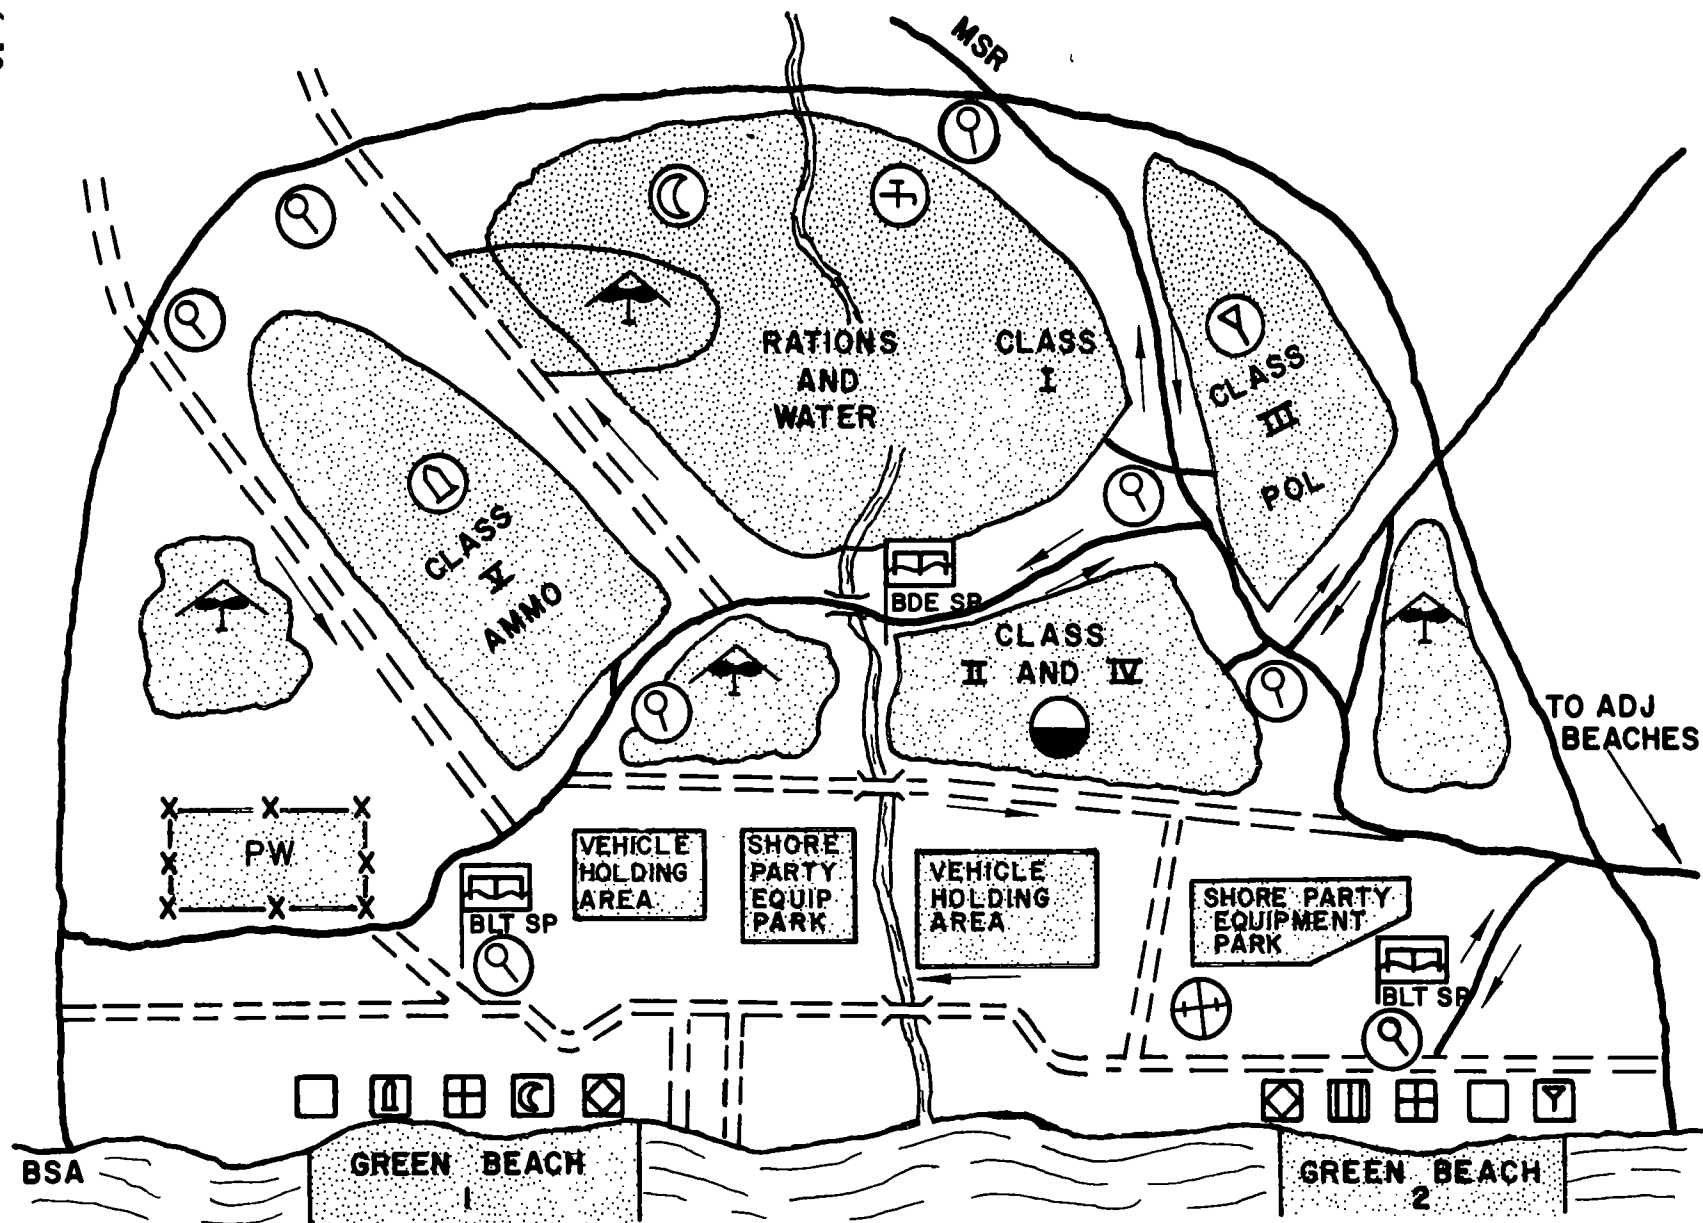 MSR
RATIONS
AND
WATER
CLASS
I
CLASS
III
POL
CLASS
V
AMMO
BDE SP
CLASS
II AND IV
TO ADJ
BEACHES
PW
VEHICLE
HOLDING
AREA
SHORE
PARTY
EQUIP
PARK
VEHICLE
HOLDING
AREA
SHORE PARTY
EQUIPMENT
PARK
BLT SP
BLT SP
BSA
GREEN BEACH
1
GREEN BEACH
2